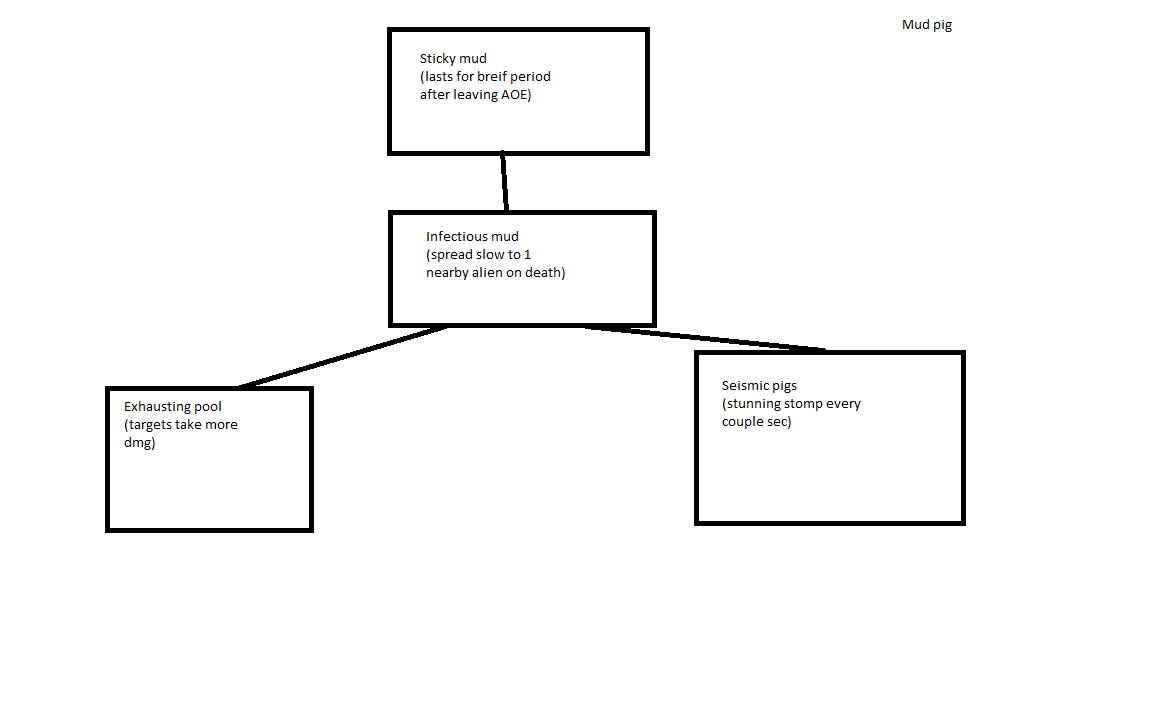 Mud pig
Sticky mud
(lasts for breif period
after leaving AOE)
Infectious mud
(spread slow to 1
nearby alien on death)
Exhausting pool
(targets take more
dmg)
Seismic pigs
(stunning stomp every
couple sec)